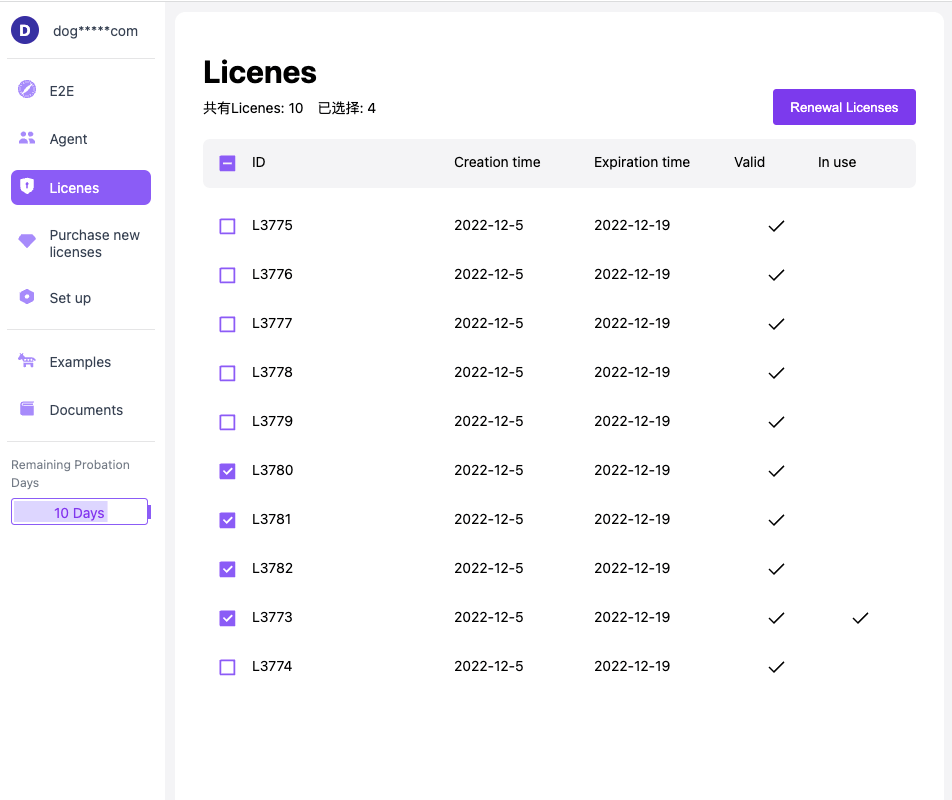 D dog*****com
E2E
Agent
Licenes
Purchase new
licenses
Set up
Examples
Documents
Remaining Probation
Days
10 Days
Licenes
共有Licenes: 10 已选择: 4
Renewal Licenses
ID Creation time Expiration time Valid In use
L3775 2022-12-5 2022-12-19
L3776 2022-12-5 2022-12-19
L3777 2022-12-5 2022-12-19
L3778 2022-12-5 2022-12-19
L3779 2022-12-5 2022-12-19
L3780 2022-12-5 2022-12-19
L3781 2022-12-5 2022-12-19
L3782 2022-12-5 2022-12-19
L3773 2022-12-5 2022-12-19
L3774 2022-12-5 2022-12-19